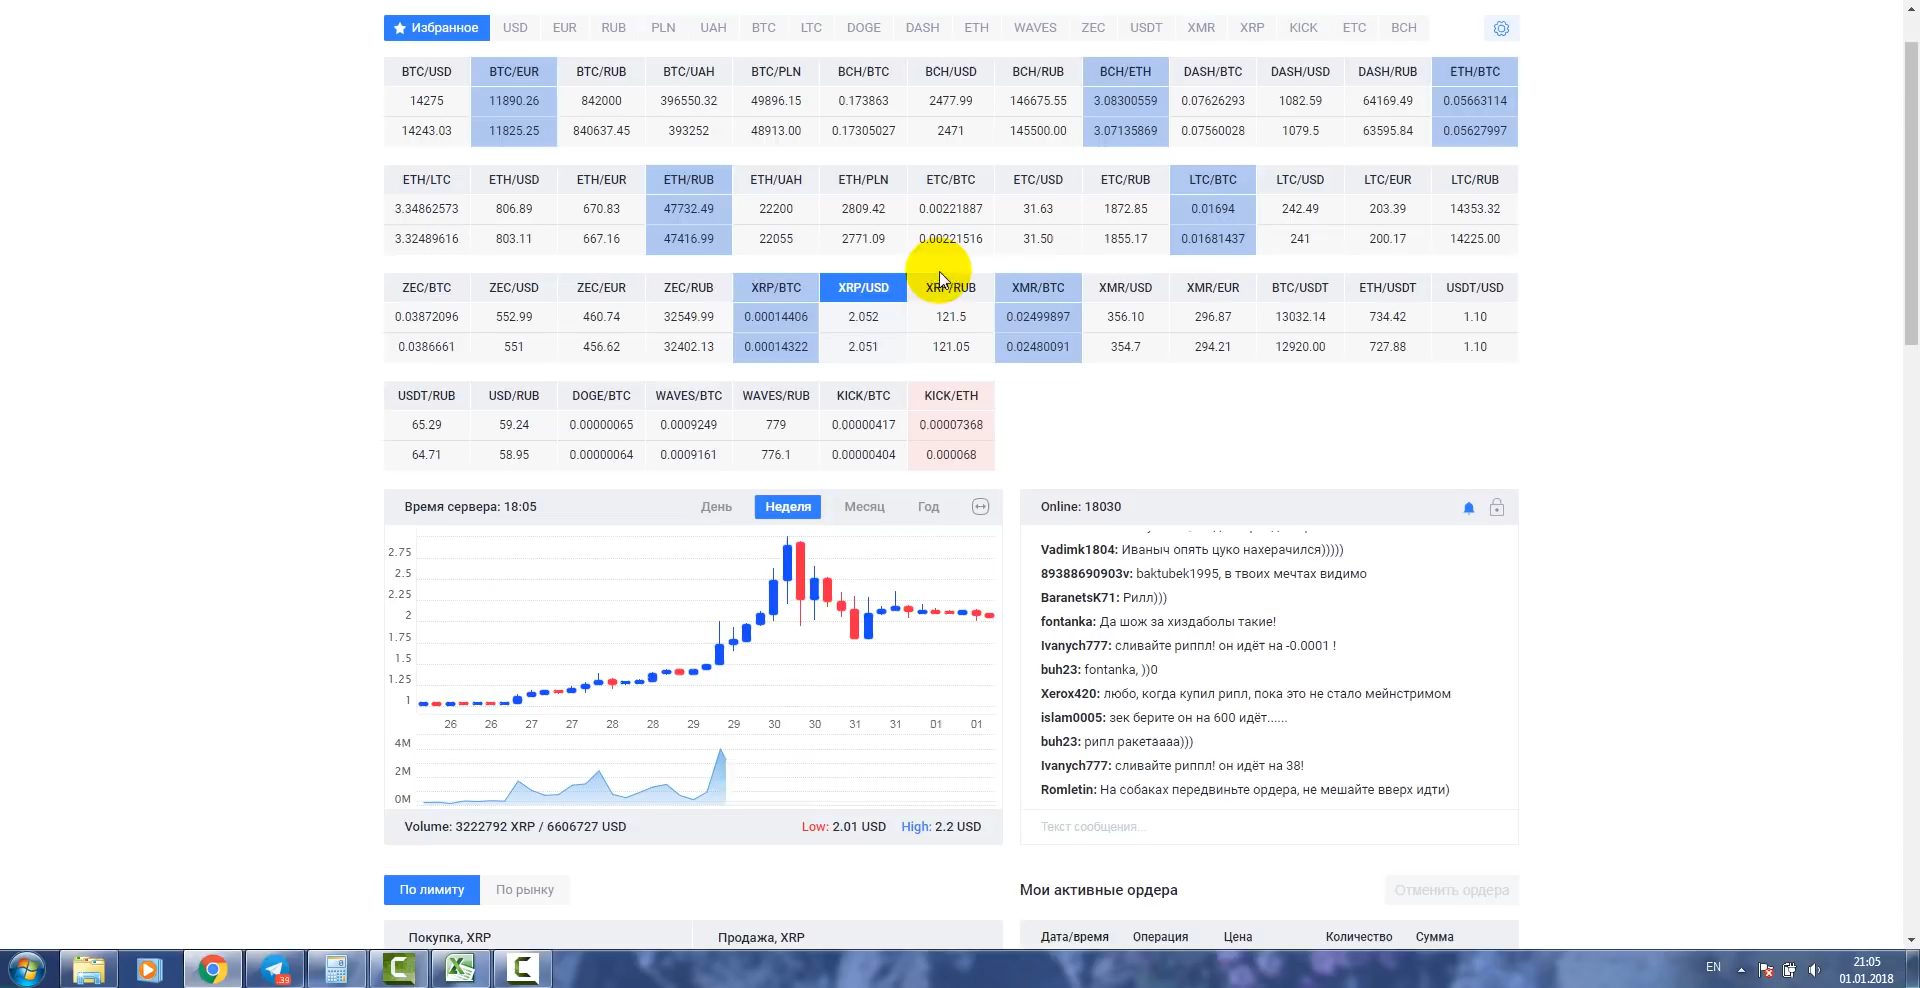 Избранное USD EUR RUB PLN UAH BTC LTC DOGE DASH ETH WAVES ZEC USDT XMR XRP KICK ETC BCH
BTC/USD BTC/EUR BTC/RUB BTC/UAH BTC/PLN BCH/BTC BCH/USD BCH/RUB BCH/ETH DASH/BTC DASH/USD DASH/RUB ETH/BTC
14275 11890.26 842000 396550.32 49896.15 0.173863 2477.99 146675.55 3.08300559 0.07626293 1082.59 64169.49 0.05663114
14243.03 11825.25 840637.45 393252 48913.00 0.17305027 2471 145500.00 3.07135869 0.07560028 1079.5 63595.84 0.05627997
ETH/LTC ETH/USD ETH/EUR ETH/RUB ETH/UAH ETH/PLN ETC/BTC ETC/USD ETC/RUB LTC/BTC LTC/USD LTC/EUR LTC/RUB
3.34862573 806.89 670.83 47732.49 22200 2809.42 0.00221887 31.63 1872.85 0.01694 242.49 203.39 14353.32
3.32489616 803.11 667.16 47416.99 22055 2771.09 0.00221516 31.50 1855.17 0.01681437 241 200.17 14225.00
ZEC/BTC ZEC/USD ZEC/EUR ZEC/RUB XRP/BTC XRP/USD XRP/RUB XMR/BTC XMR/USD XMR/EUR BTC/USDT ETH/USDT USDT/USD
0.03872096 552.99 460.74 32549.99 0.00014406 2.052 121.5 0.02499897 356.10 296.87 13032.14 734.42 1.10
0.0386661 551 456.62 32402.13 0.00014322 2.051 121.05 0.02480091 354.7 294.21 12920.00 727.88 1.10
USDT/RUB USD/RUB DOGE/BTC WAVES/BTC WAVES/RUB KICK/BTC KICK/ETH
65.29 59.24 0.00000065 0.0009249 779 0.00000417 0.00007368
64.71 58.95 0.00000064 0.0009161 776.1 0.00000404 0.000068
Время сервера: 18:05 День Неделя Месяц Год
2.75
2.5
2.25
2
1.75
1.5
1.25
1
26 26 27 27 28 28 29 29 30 30 31 31 01 01
4M
2M
0M
Volume: 3222792 XRP / 6606727 USD Low: 2.01 USD High: 2.2 USD
Online: 18030
Vadimk1804: Иваныч опять цуко нахерачился)))))
89388690903v: baktubek1995, в твоих мечтах видимо
BaranetsK71: Рилл)))
fontanka: Да шож за хиздаболы такие!
Ivanych777: сливайте риппл! он идёт на -0.0001 !
buh23: fontanka, ))0
Xerox420: любо, когда купил рипл, пока это не стало мейнстримом
islam0005: зек берите он на 600 идёт......
buh23: рипл ракетаааа)))
Ivanych777: сливайте риппл! он идёт на 38!
Romletin: На собаках передвиньте ордера, не мешайте вверх идти)
Текст сообщения...
По лимиту По рынку
Мои активные ордера Отменить ордера
Покупка, XRP Продажа, XRP
Дата/время Операция Цена Количество Сумма
39
EN
21:05
01.01.2018